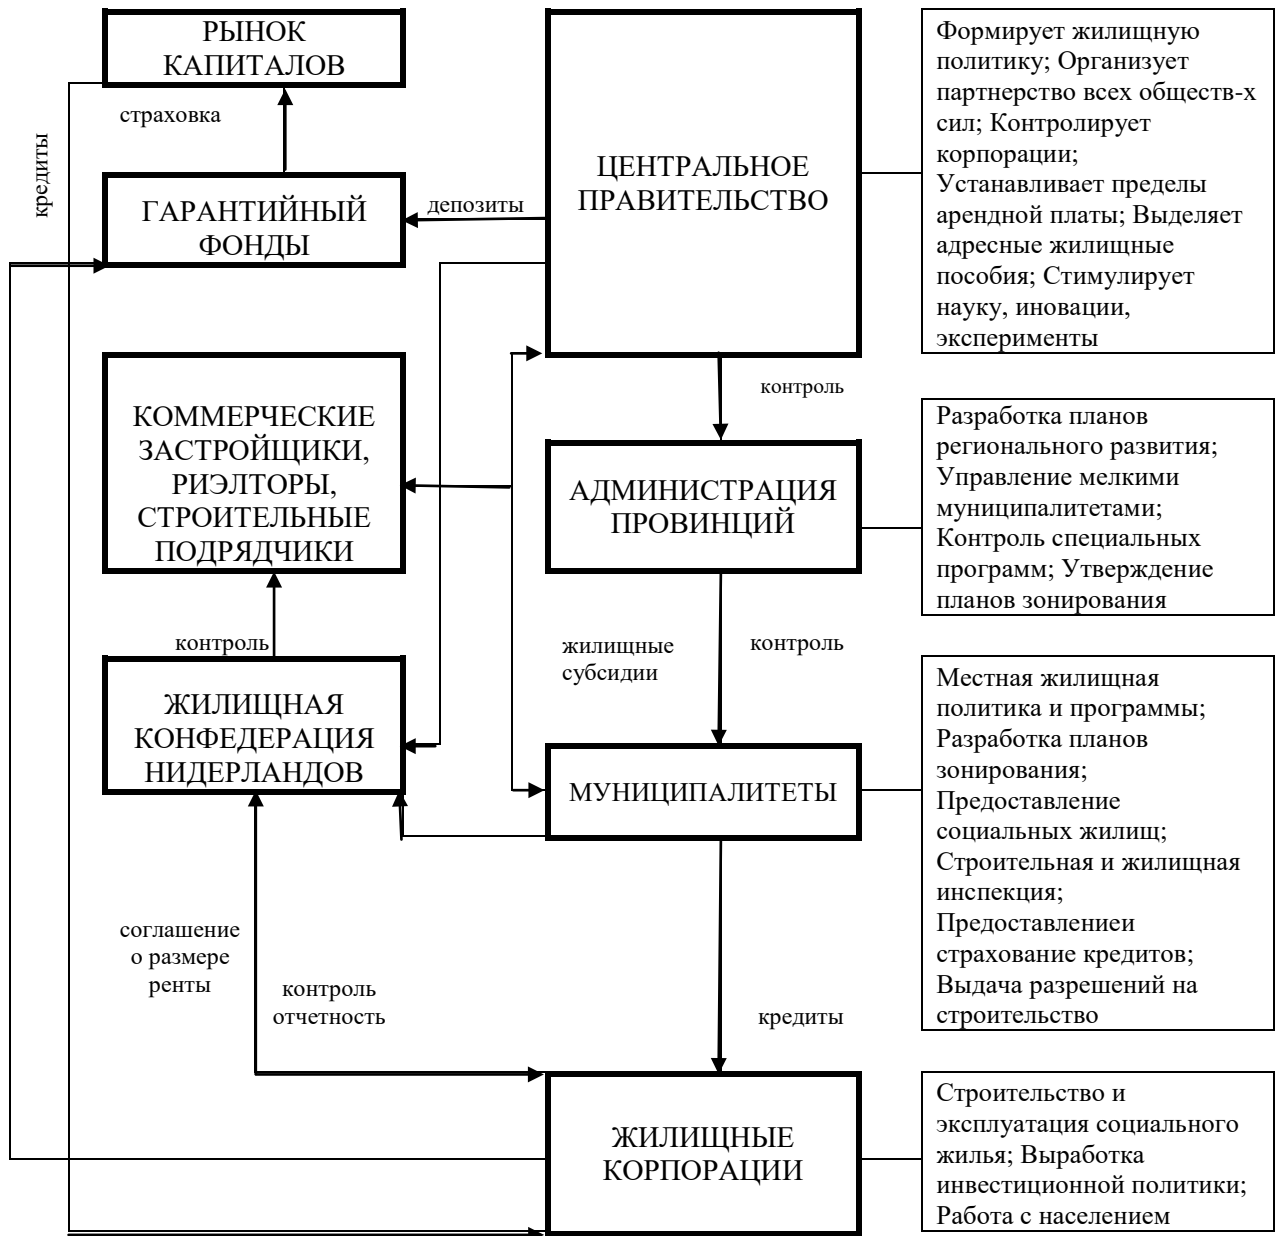 РЫНОК
КАПИТАЛОВ
страховка
кредиты
ГАРАНТИЙНЫЙ
ФОНДЫ
депозиты
ЦЕНТРАЛЬНОЕ
ПРАВИТЕЛЬСТВО
Формирует жилищную
политику; Организует
партнерство всех обществ-х
сил; Контролирует
корпорации;
Устанавливает пределы
арендной платы; Выделяет
адресные жилищные
пособия; Стимулирует
науку, иновации,
эксперименты
контроль
КОММЕРЧЕСКИЕ
ЗАСТРОЙЩИКИ,
РИЭЛТОРЫ,
СТРОИТЕЛЬНЫЕ
ПОДРЯДЧИКИ
АДМИНИСТРАЦИЯ
ПРОВИНЦИЙ
Разработка планов
регионального развития;
Управление мелкими
муниципалитетами;
Контроль специальных
программ; Утверждение
планов зонирования
контроль
жилищные
субсидии
контроль
ЖИЛИЩНАЯ
КОНФЕДЕРАЦИЯ
НИДЕРЛАНДОВ
МУНИЦИПАЛИТЕТЫ
Местная жилищная
политика и программы;
Разработка планов
зонирования;
Предоставление
социальных жилищ;
Строительная и жилищная
инспекция;
Предоставлениеи
страхование кредитов;
Выдача разрешений на
строительство
соглашение
о размере
ренты
контроль
отчетность
кредиты
ЖИЛИЩНЫЕ
КОРПОРАЦИИ
Строительство и
эксплуатация социального
жилья; Выработка
инвестиционной политики;
Работа с населением